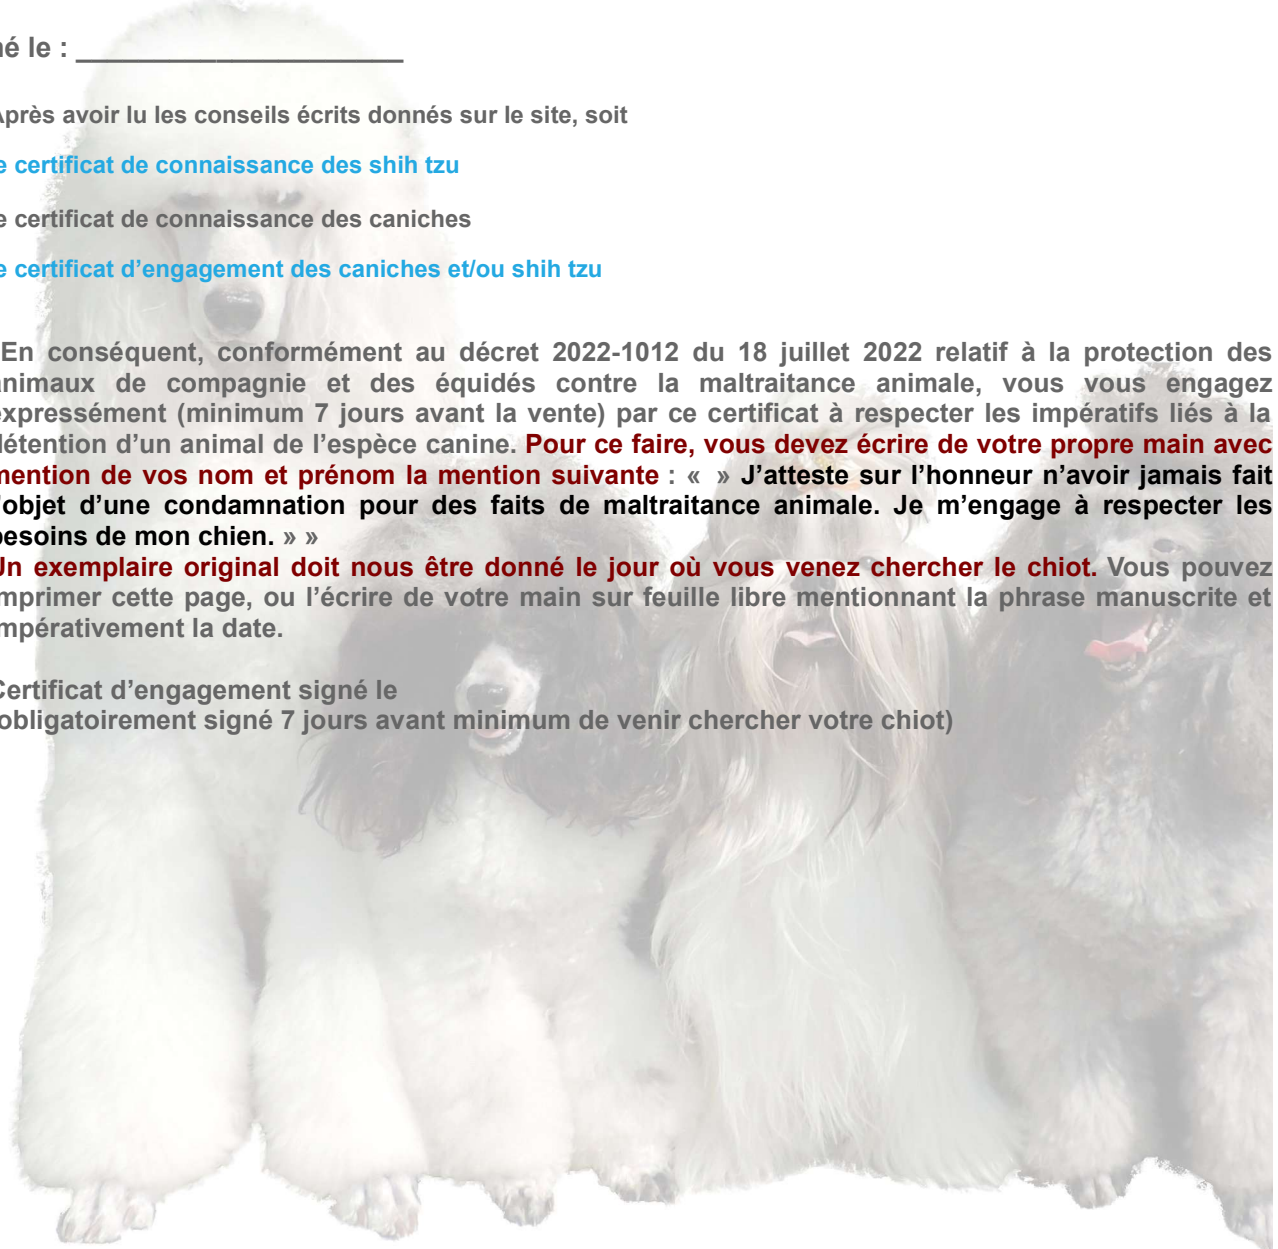 né le : _____________________
Après avoir lu les conseils écrits donnés sur le site, soit
e certificat de connaissance des shih tzu
e certificat de connaissance des caniches
e certificat d’engagement des caniches et/ou shih tzu
En conséquent, conformément au décret 2022-1012 du 18 juillet 2022 relatif à la protection des
animaux de compagnie et des équidés contre la maltraitance animale, vous vous engagez
expressément (minimum 7 jours avant la vente) par ce certificat à respecter les impératifs liés à la
détention d’un animal de l’espèce canine. Pour ce faire, vous devez écrire de votre propre main avec
mention de vos nom et prénom la mention suivante : « » J’atteste sur l’honneur n’avoir jamais fait
l’objet d’une condamnation pour des faits de maltraitance animale. Je m’engage à respecter les
besoins de mon chien. » »
Un exemplaire original doit nous être donné le jour où vous venez chercher le chiot. Vous pouvez
imprimer cette page, ou l’écrire de votre main sur feuille libre mentionnant la phrase manuscrite et
impérativement la date.
Certificat d’engagement signé le
(obligatoirement signé 7 jours avant minimum de venir chercher votre chiot)